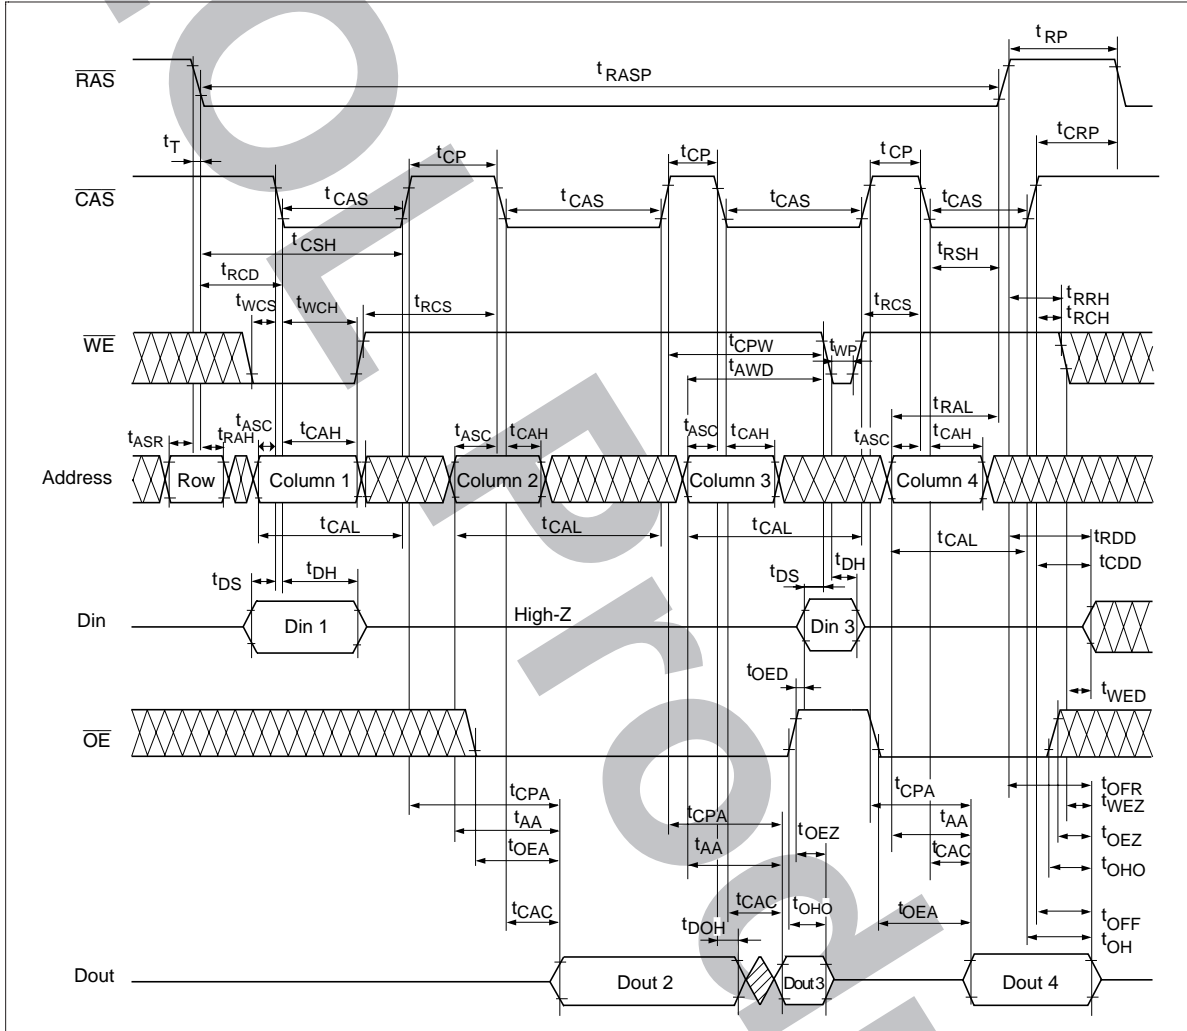 t RP
RAS
t RASP
t T
t CRP
t CP
t CP
t CP
CAS
t CAS
t CAS
t CAS
t CAS
t CSH
t RSH
t RCD
t WCS
t WCH
t RCS
t RCS
t RRH
t RCH
WE
t CPW
t WP
t AWD
t RAL
t ASR
t RAH
t ASC
t CAH
t ASC
t CAH
t ASC
t CAH
t ASC
t CAH
Address
Row
Column 1
Column 2
Column 3
Column 4
t CAL
t CAL
t CAL
t CAL
t RDD
t CDD
t DS
t DH
t DS
t DH
Din
Din 1
High-Z
Din 3
t OED
t WED
OE
t CPA
t CPA
t CPA
t OFR
t WEZ
t AA
t AA
t OEZ
t AA
t OEZ
t OEA
t CAC
t OHO
t CAC
t CAC
t OHO
t OEA
t OFF
t DOH
t OH
Dout
Dout 2
Dout 3
Dout 4
OL Prod